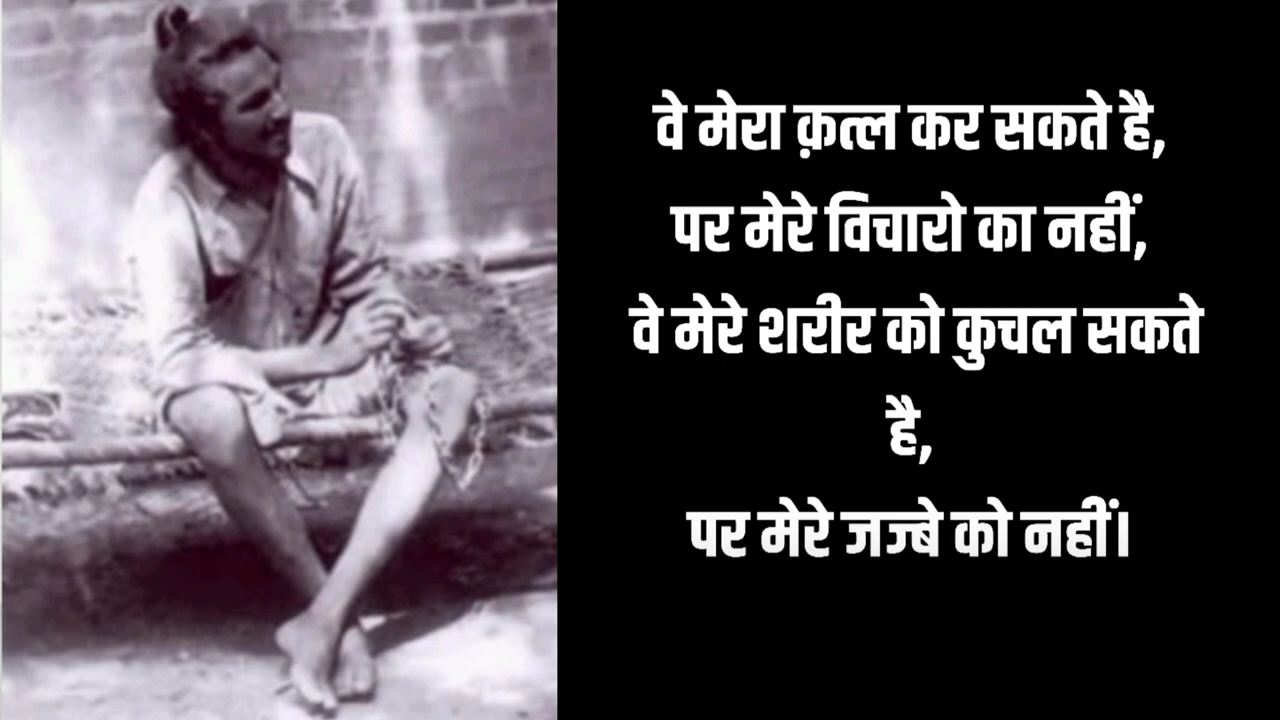 वे मेरा क़त्ल कर सकते है,
पर मेरे विचारो का नहीं,
वे मेरे शरीर को कुचल सकते
है,
पर मेरे जज्बे को नहीं।